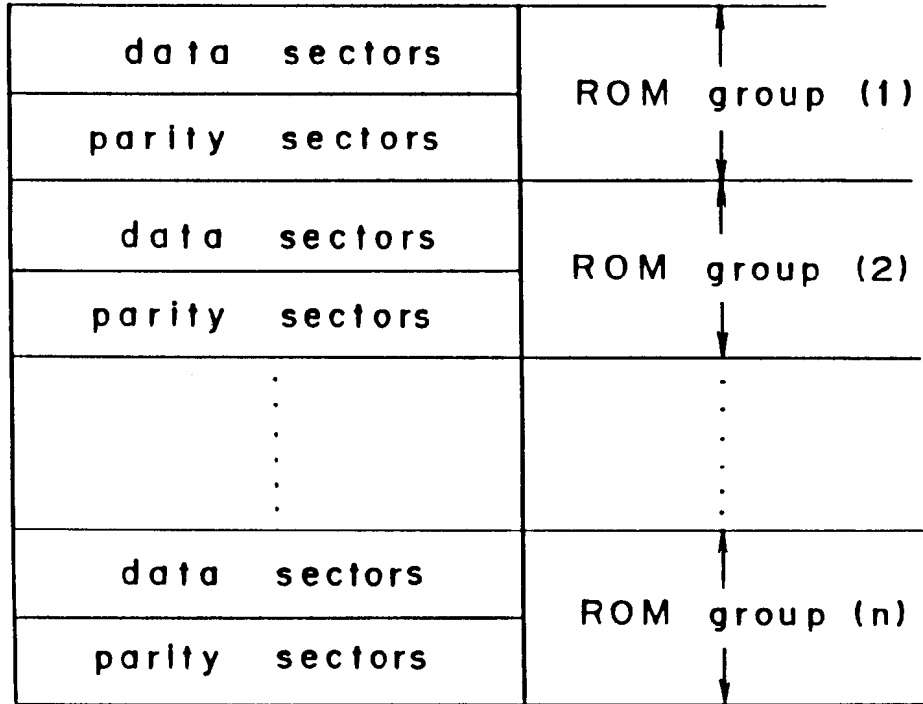 data sectors
ROM group (1)
parity sectors
data sectors
ROM group (2)
parity sectors
data sectors
ROM group (n)
parity sectors